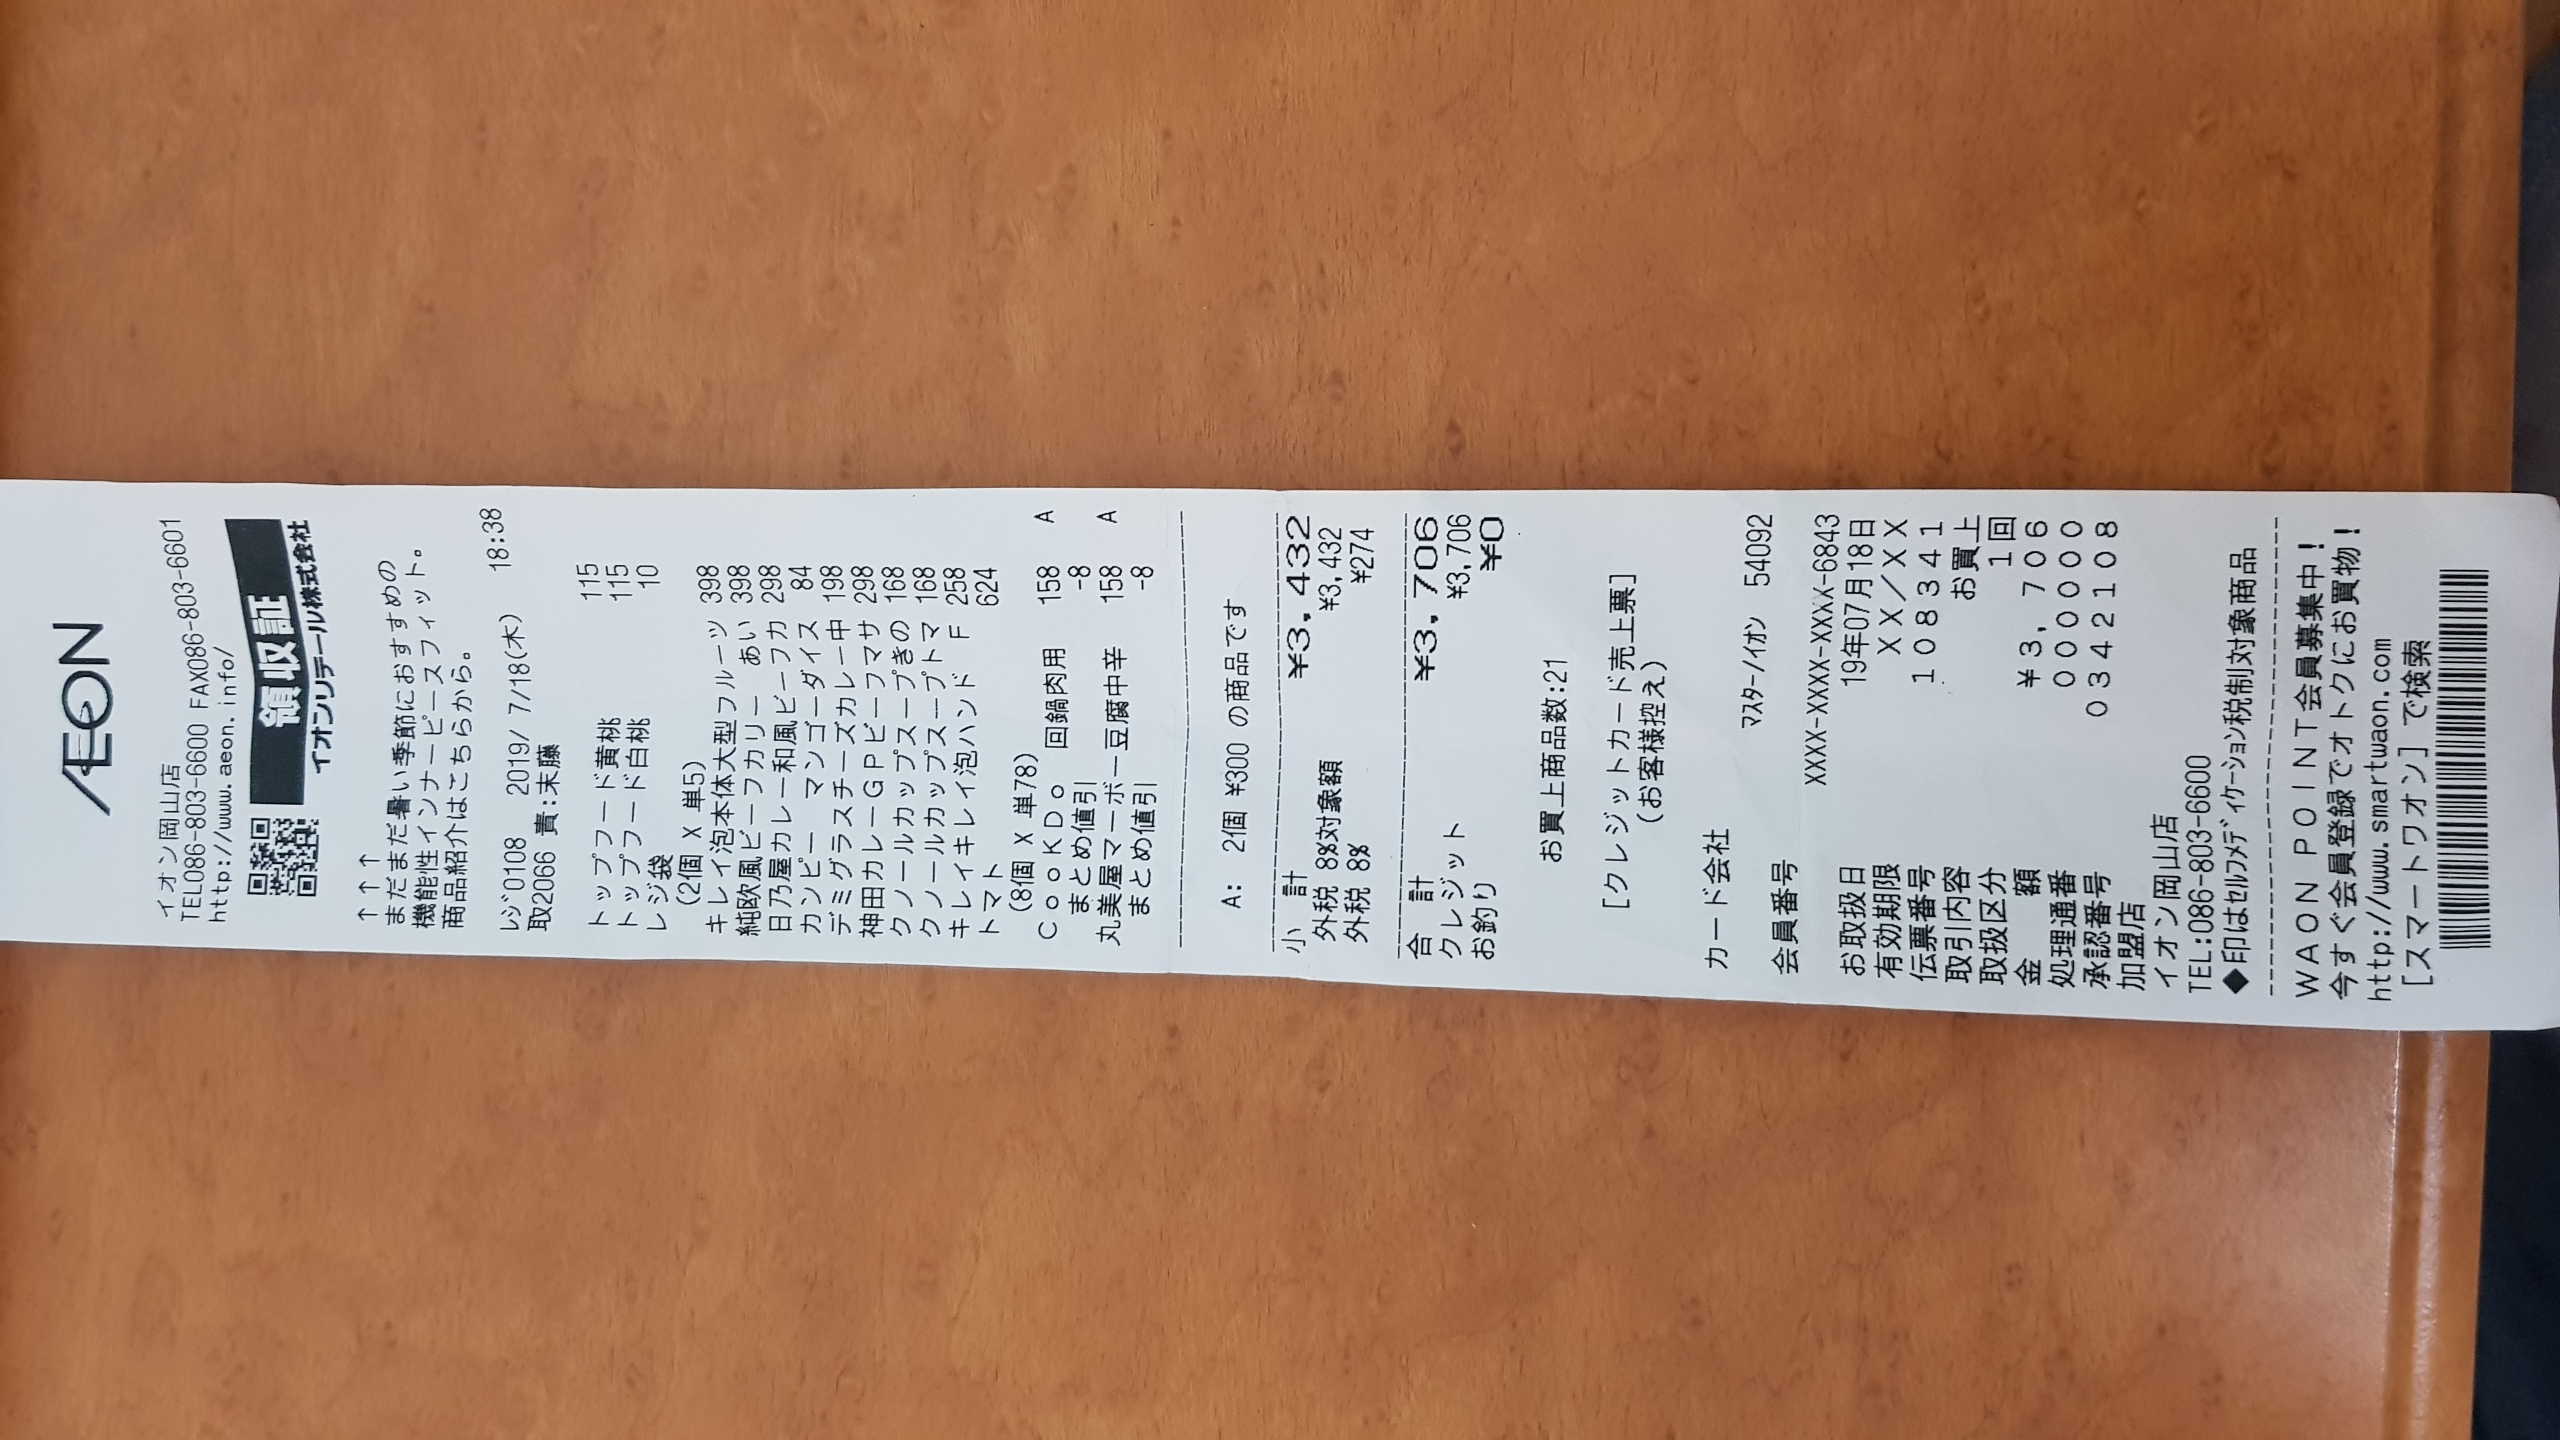 ÆON
イオン岡山店
TEL086-803-6600 FAX086-803-6601
http://www.aeon.info/
領収証
イオンリテール株式会社
↑↑↑
まだまだ暑い季節におすすめの
機能性インナーピースフィット。
商品紹介はこちらから。
ﾚｼﾞ0108 2019/ 7/18(木) 18:38
取2066 責:末藤
トップフード黄桃 115
トップフード白桃 115
レジ袋 10
(2個 X 単5)
キレイ泡本体大型フルーツ 398
純欧風ビーフカリー あい 398
日乃屋カレー和風ビーフカ 298
カンピー マンゴーダイス 84
デミグラスチーズカレー中 198
神田カレーGPビーフマサ 298
クノールカップスープきの 168
クノールカップスープトマ 168
キレイキレイ泡ハンド F 258
トマト 624
(8個 X 単78)
CooKDo 回鍋肉用 158 A
まとめ値引 -8
丸美屋マーボー豆腐中辛 158 A
まとめ値引 -8
A: 2個 ¥300 の商品です
小 計 ¥3,432
外税 8%対象額 ¥3,432
外税 8% ¥274
合 計 ¥3,706
クレジット ¥3,706
お釣り ¥0
お買上商品数:21
[クレジットカード売上票]
(お客様控え)
カード会社
ﾏｽﾀｰ/ｲｵﾝ 54092
会員番号
XXXX-XXXX-XXXX-6843
お取扱日 19年07月18日
有効期限 XX/XX
伝票番号 108341
取引内容 お買上
取扱区分 1回
金 額 ¥3,706
処理通番 000000
承認番号 0342108
加盟店
イオン岡山店
TEL:086-803-6600
◆印はｾﾙﾌﾒﾃﾞｨｹｰｼｮﾝ税制対象商品
WAON POINT会員募集中!
今すぐ会員登録でオトクにお買物!
http://www.smartwaon.com
[スマートワオン]で検索